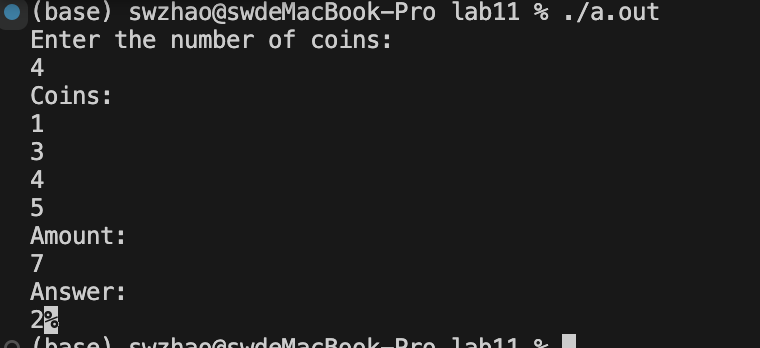 (base) swzhao@swdeMacBook-Pro lab11 % ./a.out
Enter the number of coins:
4
Coins:
1
3
4
5
Amount:
7
Answer:
2%
(base) swzhao@swdeMacBook-Pro lab11 %